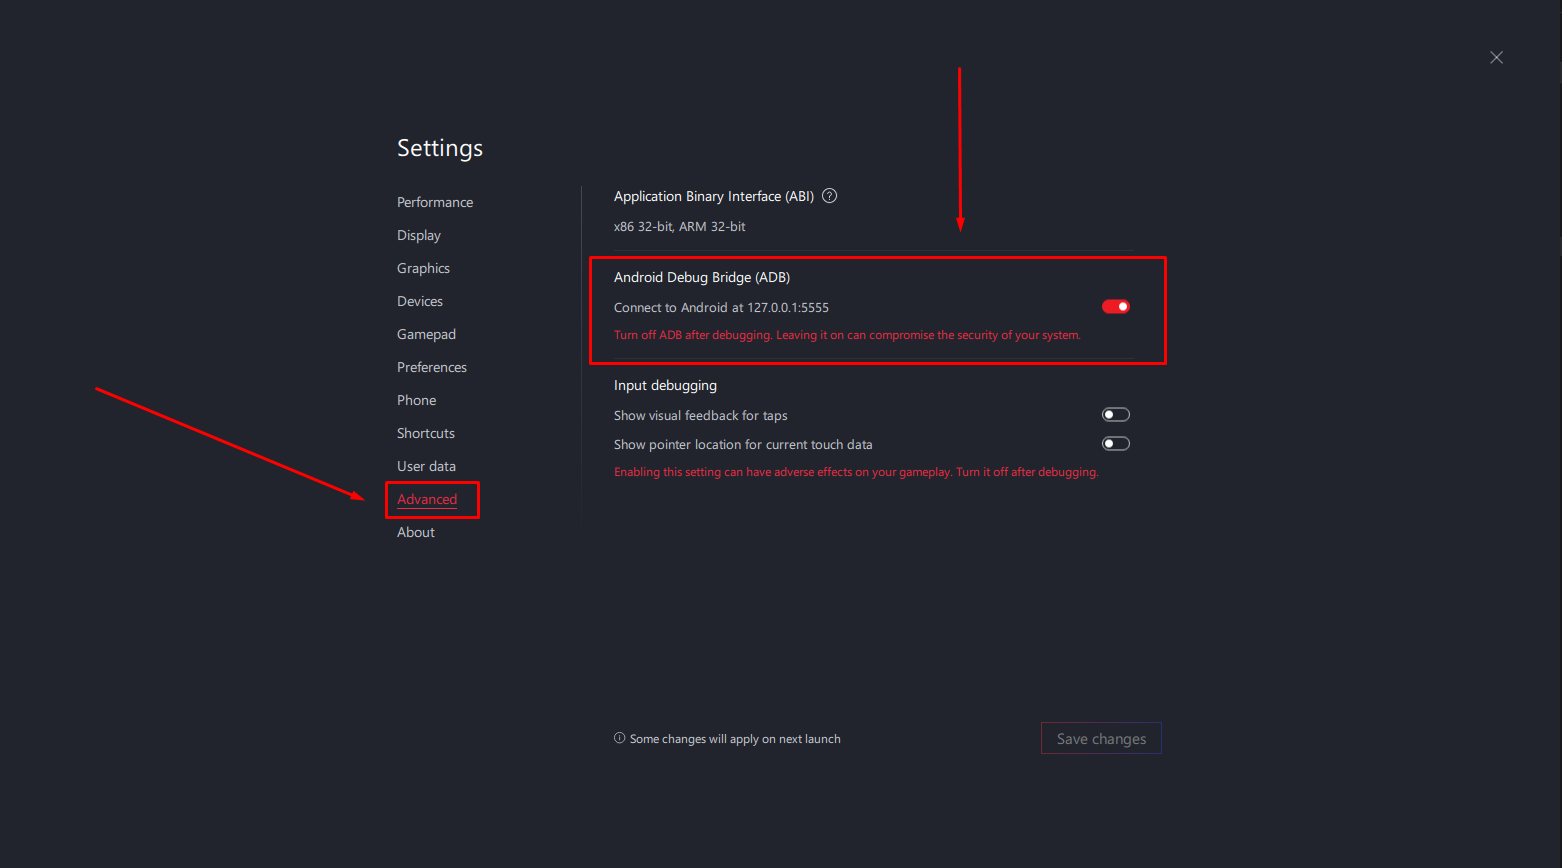 Settings
Performance
Display
Graphics
Devices
Gamepad
Preferences
Phone
Shortcuts
User data
Advanced
About
Application Binary Interface (ABI) ?
x86 32-bit, ARM 32-bit
Android Debug Bridge (ADB)
Connect to Android at 127.0.0.1:5555
Turn off ADB after debugging. Leaving it on can compromise the security of your system.
Input debugging
Show visual feedback for taps
Show pointer location for current touch data
Enabling this setting can have adverse effects on your gameplay. Turn it off after debugging.
Some changes will apply on next launch
Save changes